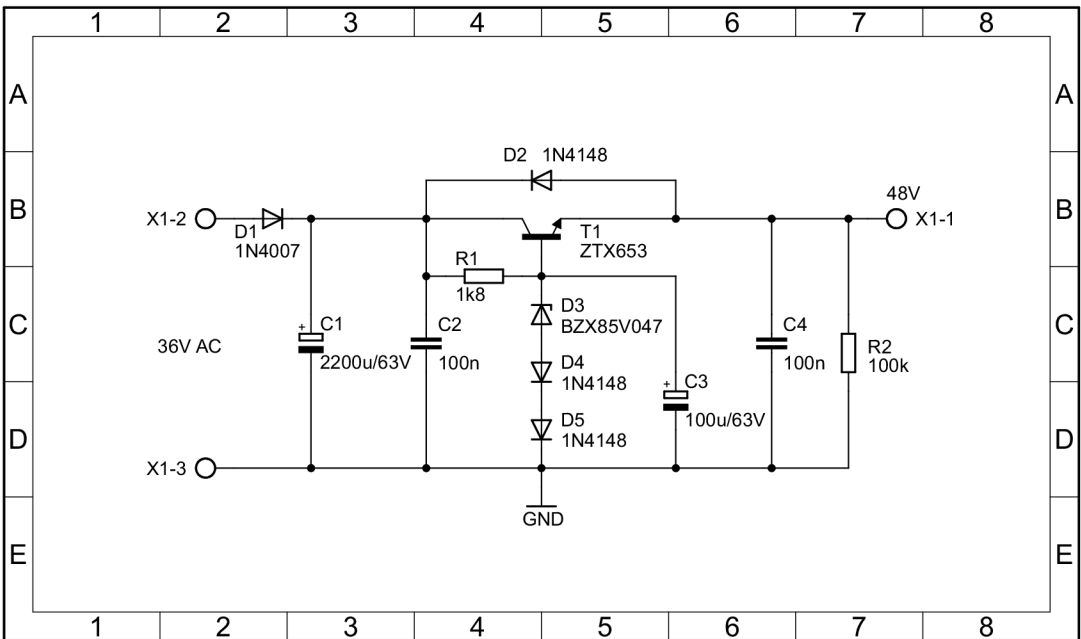 1 2 3 4 5 6 7 8
A A
D2 1N4148
B B
48V
X1-2 X1-1
D1
1N4007
T1
ZTX653
R1
1k8
C C
D3
BZX85V047
+ C1
2200u/63V
C2
100n
C4
100n
36V AC
R2
100k
D4
1N4148
+ C3
100u/63V
D5
1N4148
D D
X1-3
GND
E E
1 2 3 4 5 6 7 8